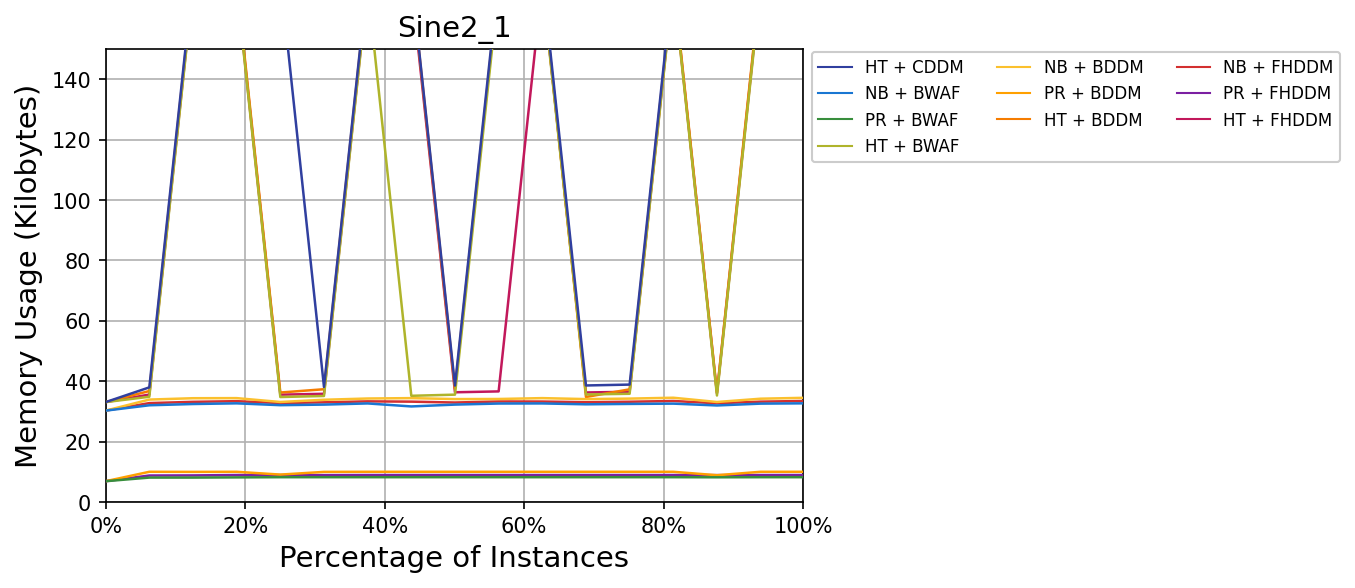 Sine2_1
Memory Usage (Kilobytes)
140
120
100
80
60
40
20
0
0% 20% 40% 60% 80% 100%
Percentage of Instances
HT + CDDM NB + BDDM NB + FHDDM
NB + BWAF PR + BDDM PR + FHDDM
PR + BWAF HT + BDDM HT + FHDDM
HT + BWAF